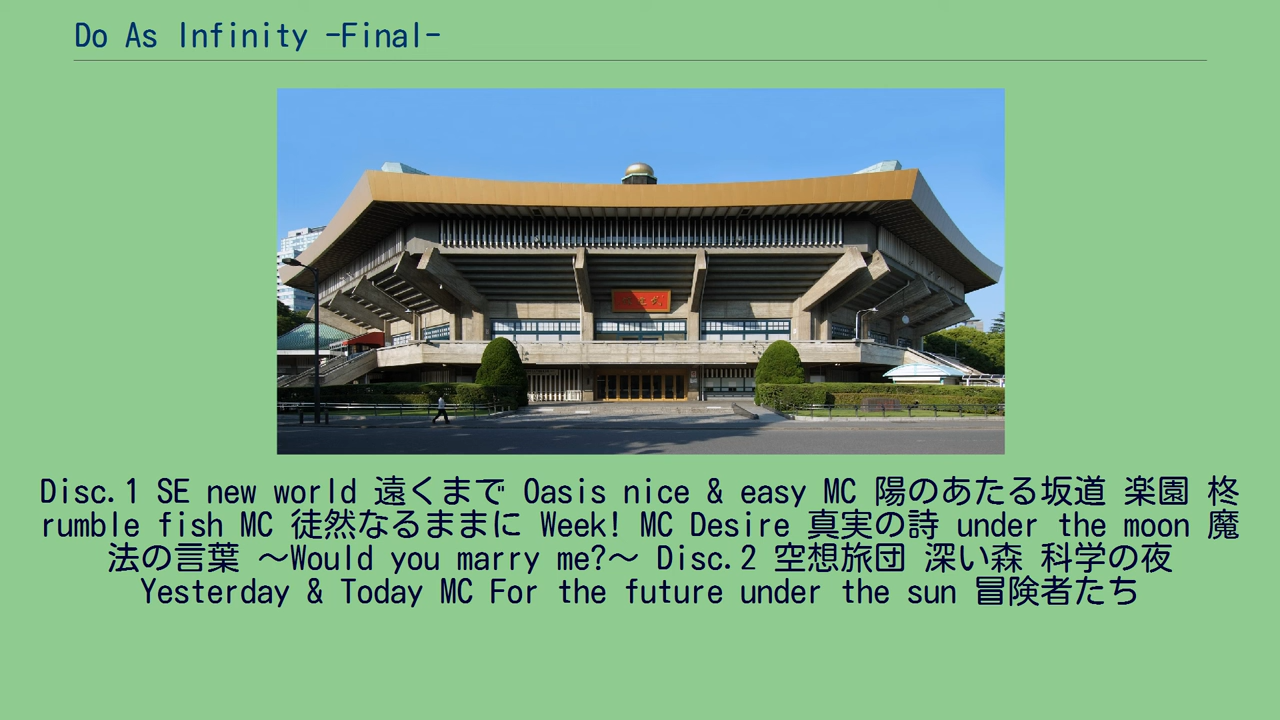 Do As Infinity -Final-
Disc.1 SE new world 遠くまで Oasis nice & easy MC 陽のあたる坂道 楽園 柊
rumble fish MC 徒然なるままに Week! MC Desire 真実の詩 under the moon 魔
法の言葉 〜Would you marry me?〜 Disc.2 空想旅団 深い森 科学の夜
Yesterday & Today MC For the future under the sun 冒険者たち